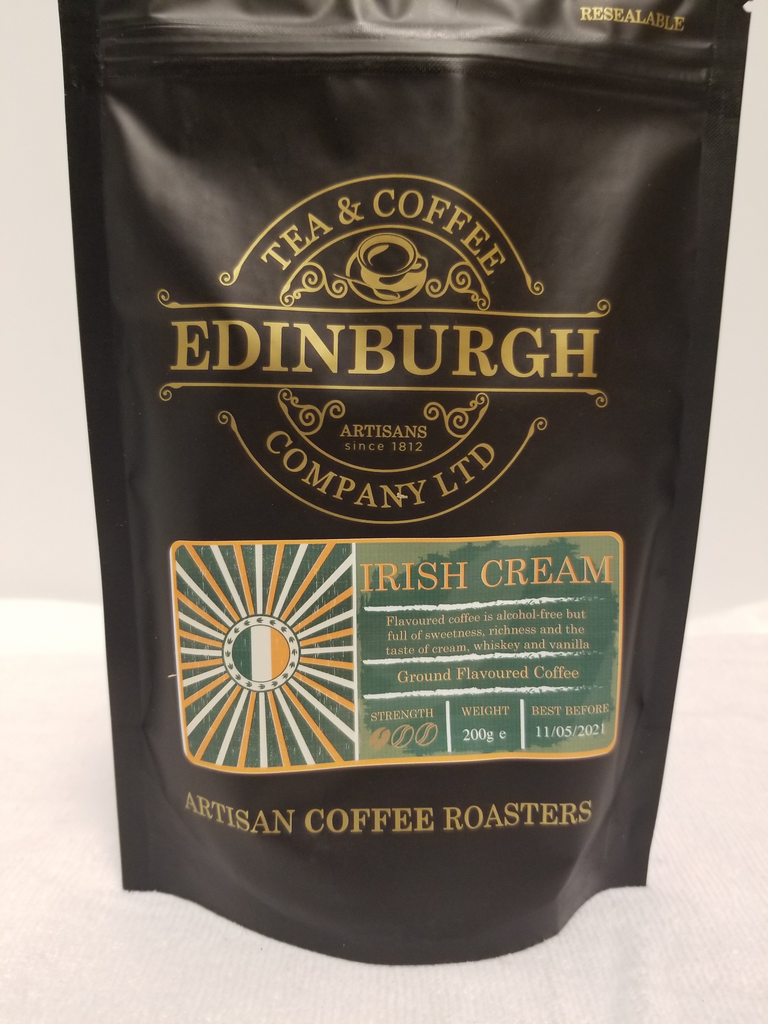 RESEALABLE
TEA & COFFEE
EDINBURGH
ARTISANS
since 1812
COMPANY LTD
IRISH CREAM
Flavoured coffee is alcohol-free but
full of sweetness, richness and the
taste of cream, whiskey and vanilla
Ground Flavoured Coffee
STRENGTH WEIGHT BEST BEFORE
200g e 11/05/2021
ARTISAN COFFEE ROASTERS